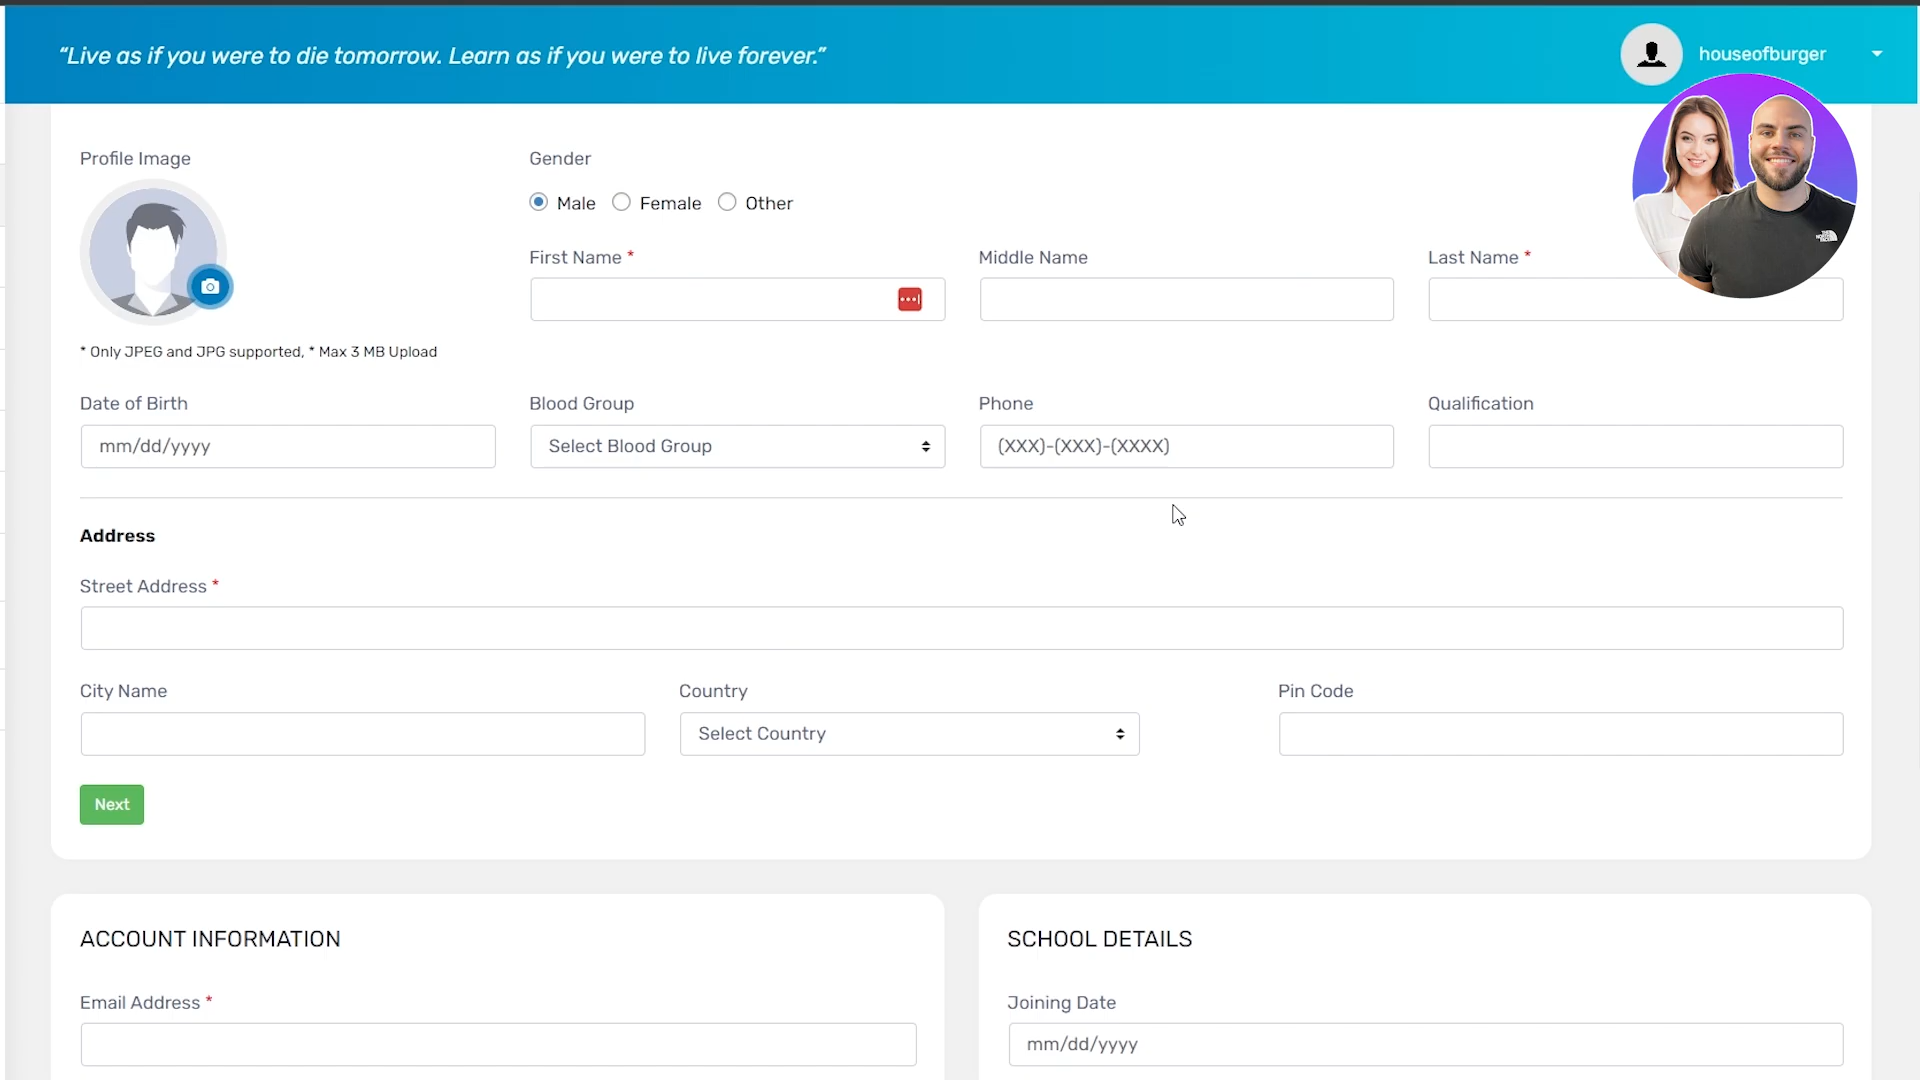 “Live as if you were to die tomorrow. Learn as if you were to live forever.”
houseofburger
Profile Image
Gender
Male
Female
Other
First Name *
Middle Name
Last Name *
* Only JPEG and JPG supported, * Max 3 MB Upload
Date of Birth
Blood Group
Phone
Qualification
mm/dd/yyyy
Select Blood Group
(XXX)-(XXX)-(XXXX)
Address
Street Address *
City Name
Country
Pin Code
Select Country
Next
ACCOUNT INFORMATION
SCHOOL DETAILS
Email Address *
Joining Date
mm/dd/yyyy